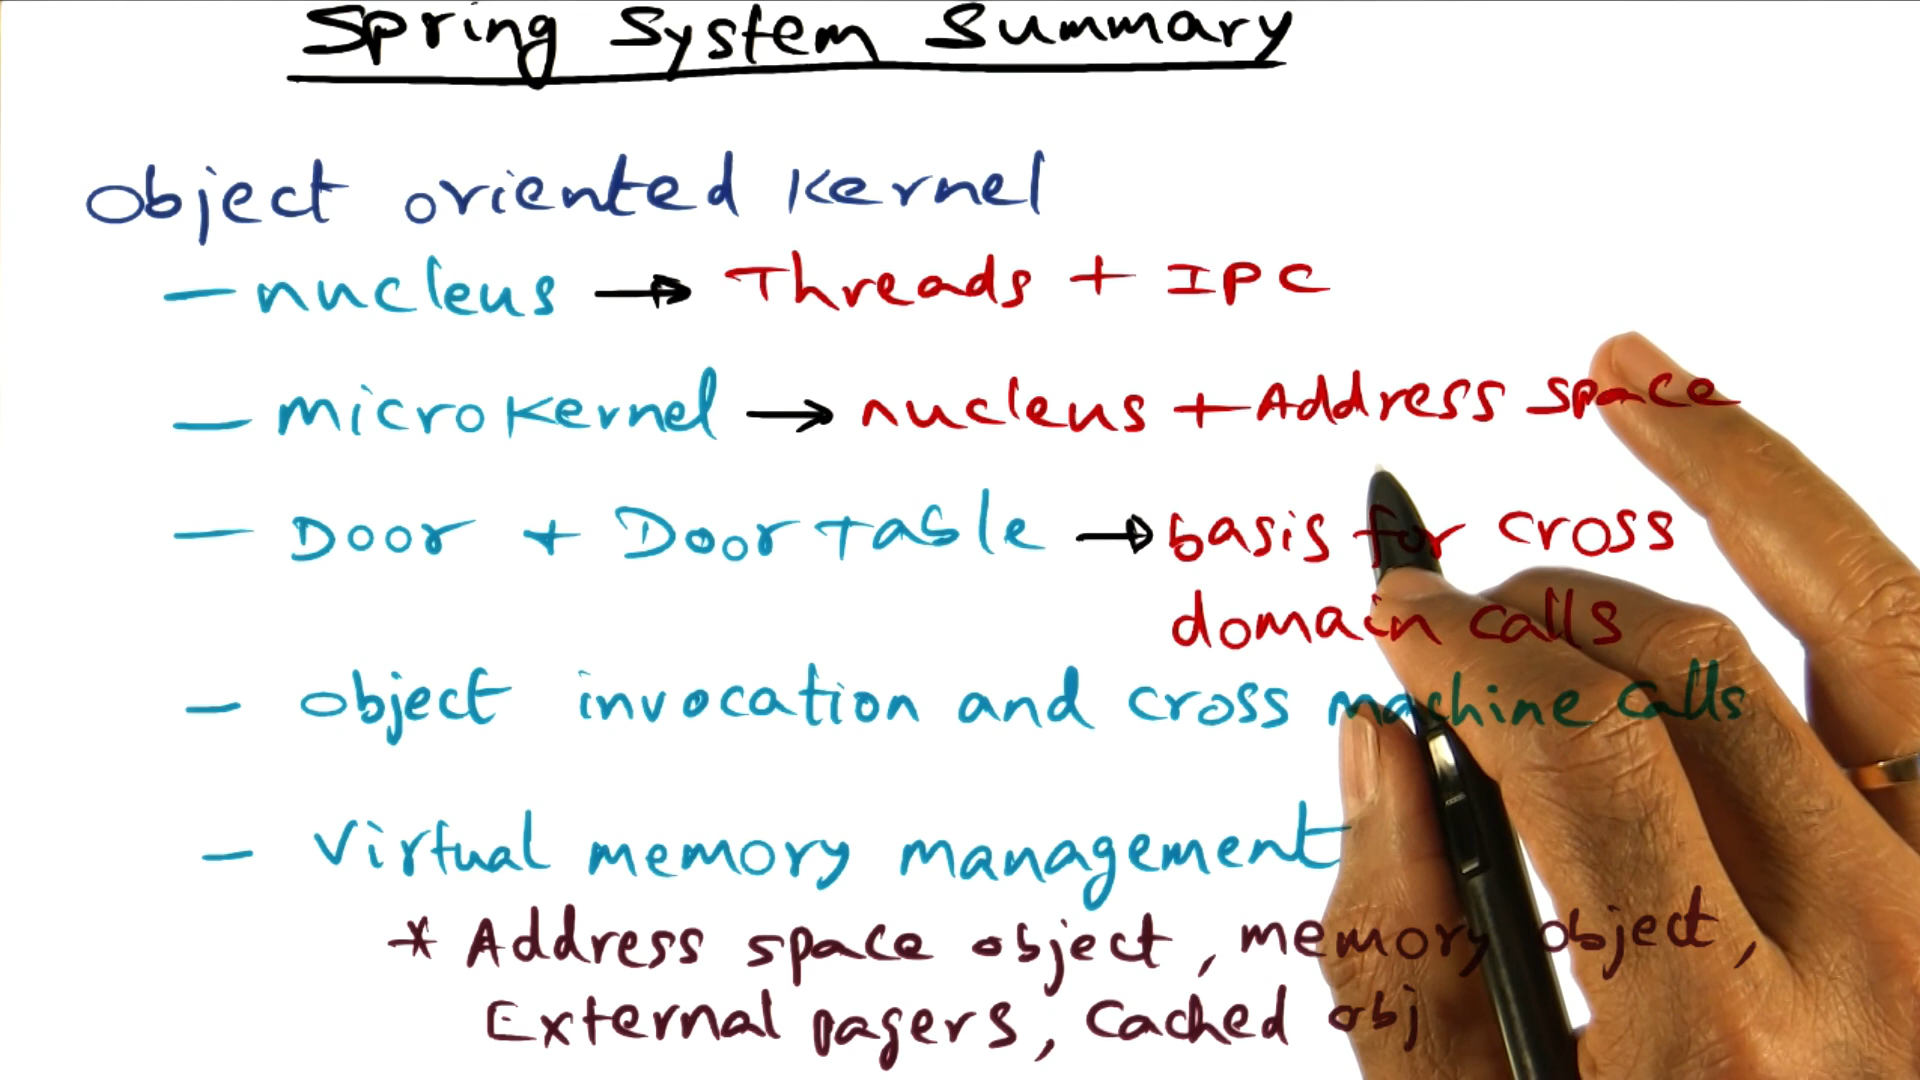 Spring System Summary
Object oriented Kernel
- nucleus → Threads + IPC
- microkernel → nucleus + Address space
- Door + Door Table → basis for cross
domain calls
- object invocation and cross machine calls
- Virtual memory management
* Address space object, memory object,
External pagers, Cached obj